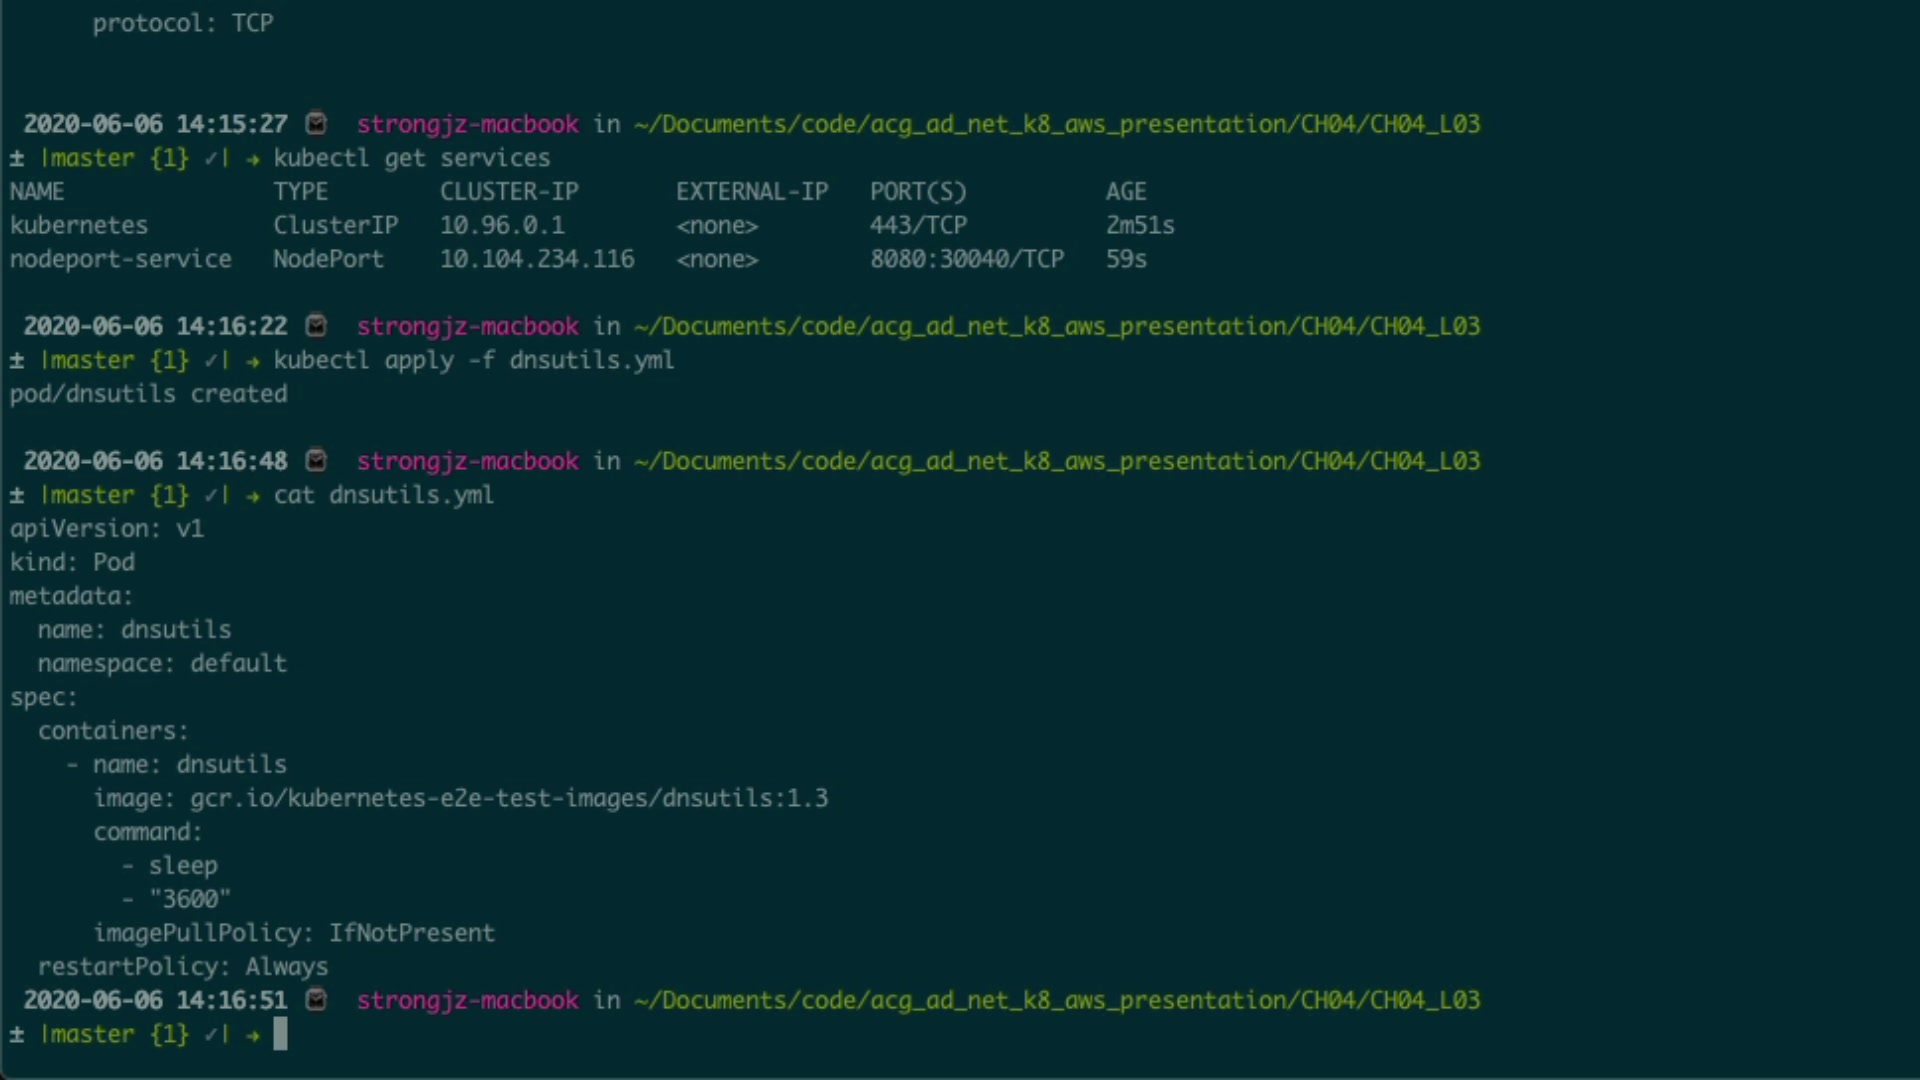 protocol: TCP
2020-06-06 14:15:27 strongjz-macbook in ~/Documents/code/acg_ad_net_k8_aws_presentation/CH04/CH04_L03
± |master {1} ✓| → kubectl get services
NAME TYPE CLUSTER-IP EXTERNAL-IP PORT(S) AGE
kubernetes ClusterIP 10.96.0.1 <none> 443/TCP 2m51s
nodeport-service NodePort 10.104.234.116 <none> 8080:30040/TCP 59s
2020-06-06 14:16:22 strongjz-macbook in ~/Documents/code/acg_ad_net_k8_aws_presentation/CH04/CH04_L03
± |master {1} ✓| → kubectl apply -f dnsutils.yml
pod/dnsutils created
2020-06-06 14:16:48 strongjz-macbook in ~/Documents/code/acg_ad_net_k8_aws_presentation/CH04/CH04_L03
± |master {1} ✓| → cat dnsutils.yml
apiVersion: v1
kind: Pod
metadata:
  name: dnsutils
  namespace: default
spec:
  containers:
    - name: dnsutils
      image: gcr.io/kubernetes-e2e-test-images/dnsutils:1.3
      command:
        - sleep
        - "3600"
      imagePullPolicy: IfNotPresent
  restartPolicy: Always
2020-06-06 14:16:51 strongjz-macbook in ~/Documents/code/acg_ad_net_k8_aws_presentation/CH04/CH04_L03
± |master {1} ✓| →